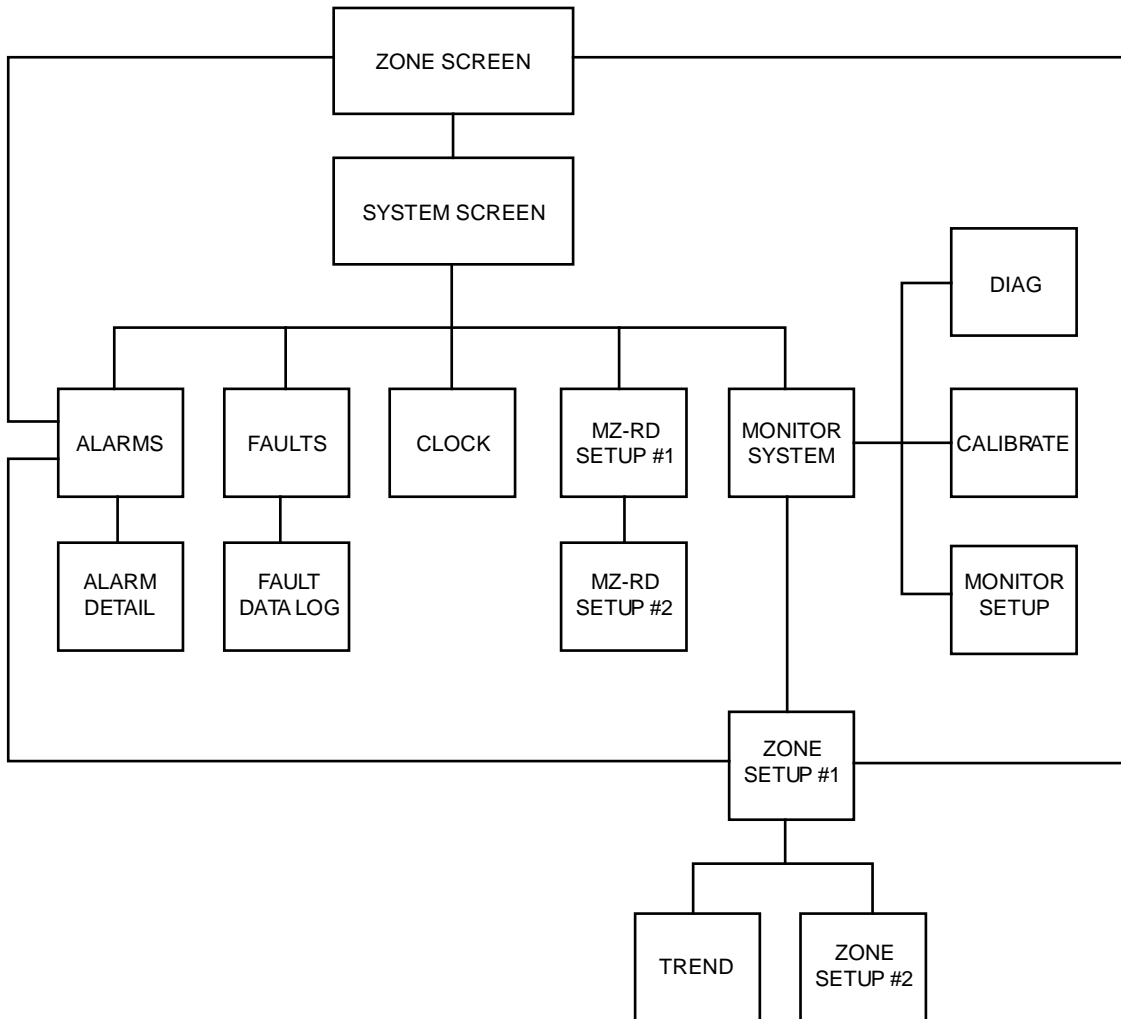 ZONE SCREEN
SYSTEM SCREEN
DIAG
ALARMS
FAULTS
CLOCK
MZ-RD
SETUP #1
MONITOR
SYSTEM
CALIBRATE
ALARM
DETAIL
FAULT
DATA LOG
MZ-RD
SETUP #2
MONITOR
SETUP
ZONE
SETUP #1
TREND
ZONE
SETUP #2